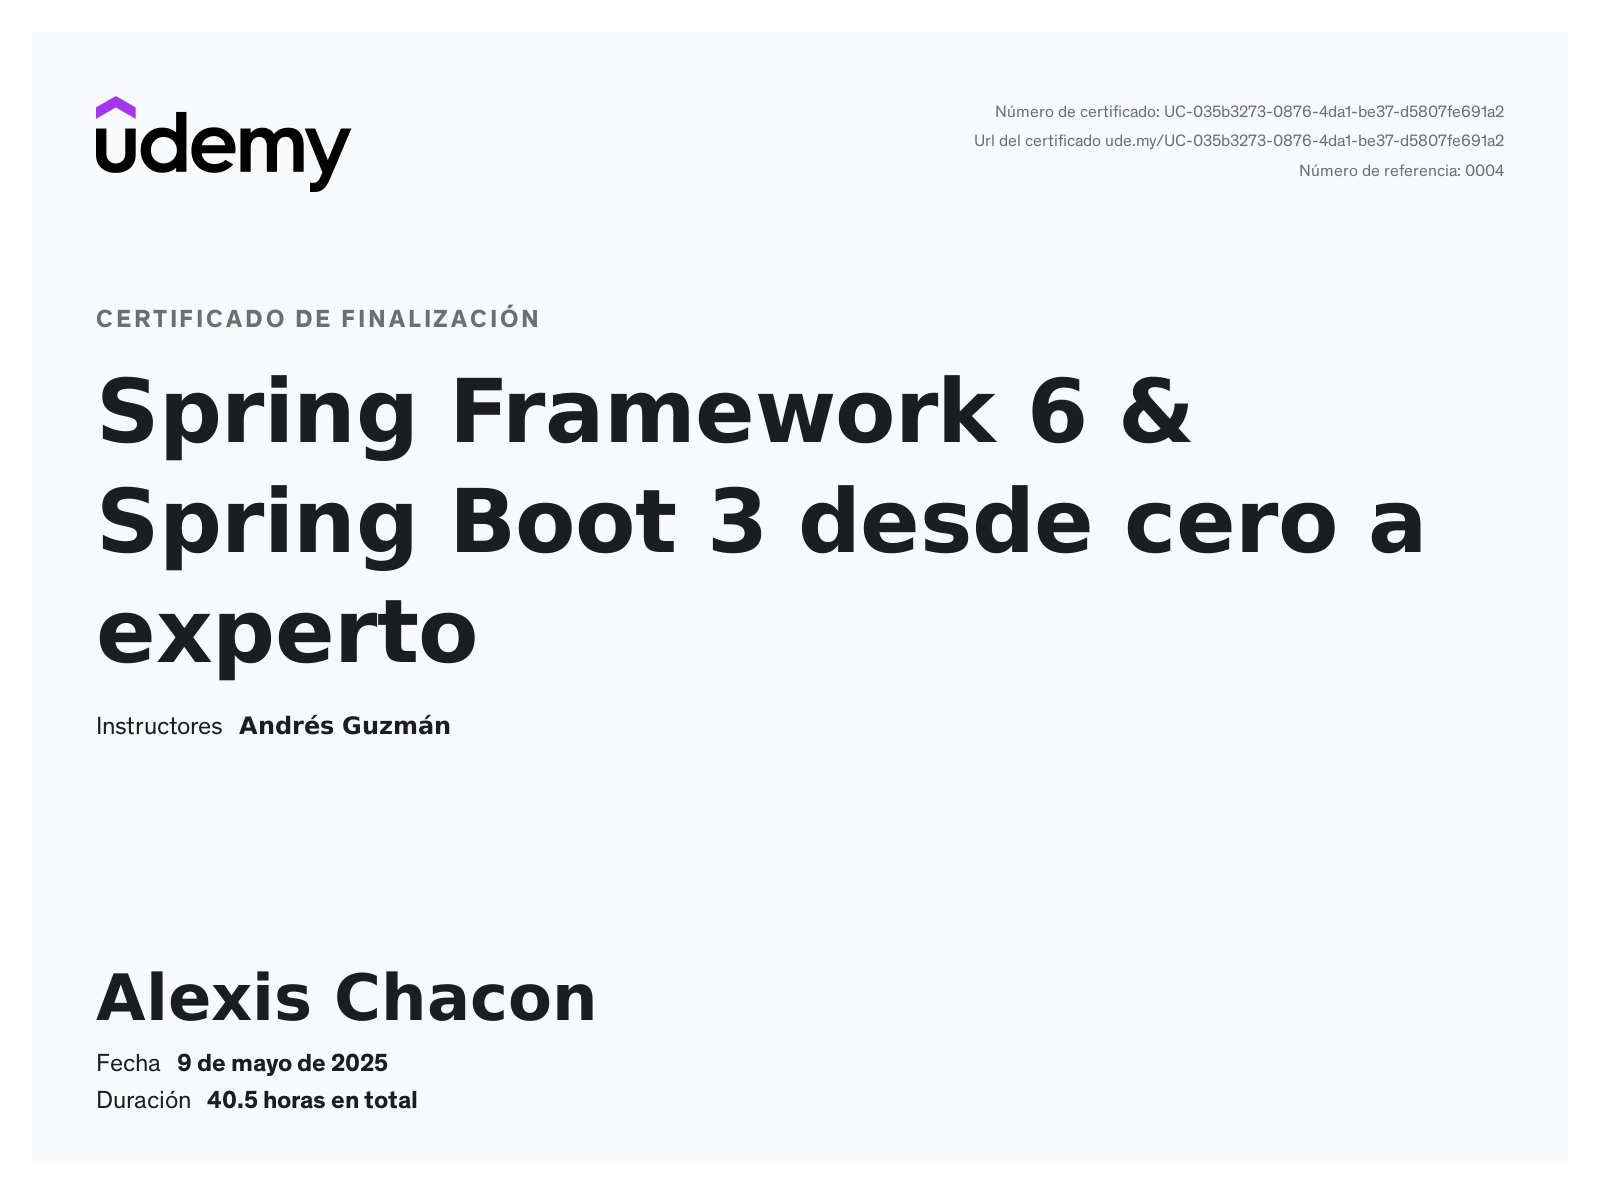 udemy
Número de certificado: UC-035b3273-0876-4da1-be37-d5807fe691a2
Url del certificado ude.my/UC-035b3273-0876-4da1-be37-d5807fe691a2
Número de referencia: 0004
CERTIFICADO DE FINALIZACIÓN
Spring Framework 6 &
Spring Boot 3 desde cero a
experto
Instructores Andrés Guzmán
Alexis Chacon
Fecha 9 de mayo de 2025
Duración 40.5 horas en total